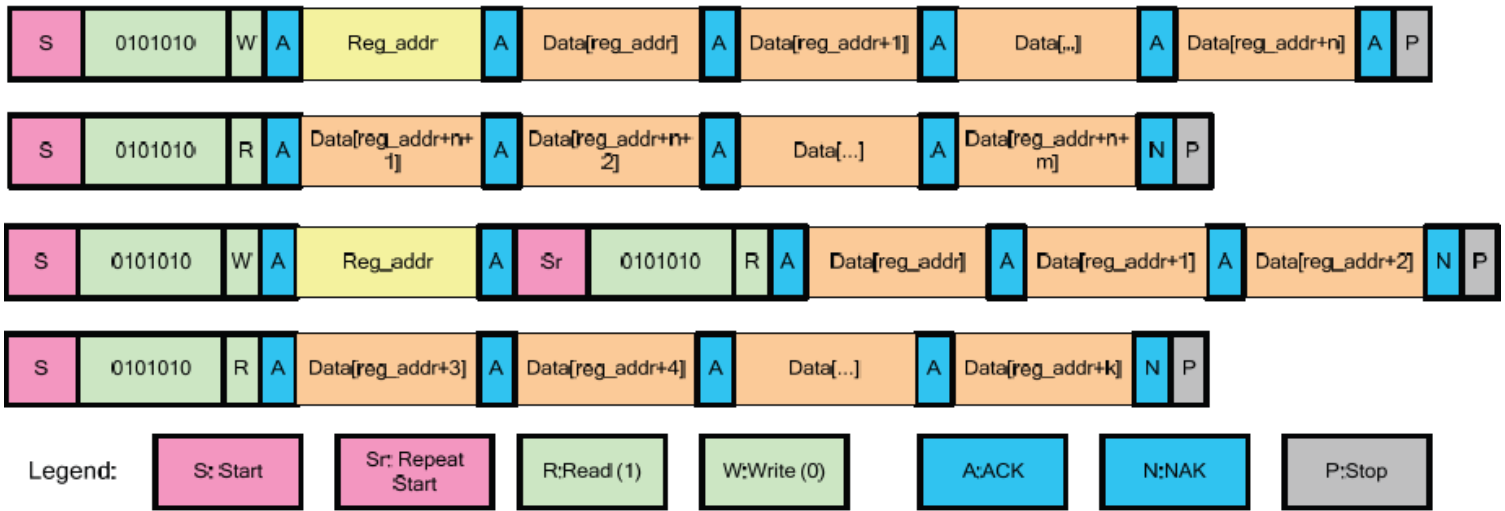 S 0101010 W A Reg_addr A Data[reg_addr] A Data[reg_addr+1] A Data[...] A Data[reg_addr+n] A P
S 0101010 R A Data[reg_addr+n+
1] A Data[reg_addr+n+
2] A Data[...] A Data[reg_addr+n+
m] N P
S 0101010 W A Reg_addr A Sr 0101010 R A Data[reg_addr] A Data[reg_addr+1] A Data[reg_addr+2] N P
S 0101010 R A Data[reg_addr+3] A Data[reg_addr+4] A Data[...] A Data[reg_addr+k] N P
Legend: S: Start Sr: Repeat
Start R:Read (1) W:Write (0) A:ACK N:NAK P:Stop